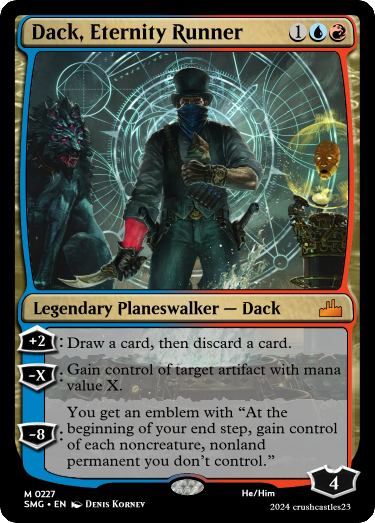 Dack, Eternity Runner 1
Legendary Planeswalker — Dack
+2: Draw a card, then discard a card.
-X: Gain control of target artifact with mana
value X.
You get an emblem with “At the
beginning of your end step, gain control
-8: of each noncreature, nonland
permanent you don't control.”
4
M 0227
SMG • EN Denis Kornev
He/Him
2024 crushcastles23